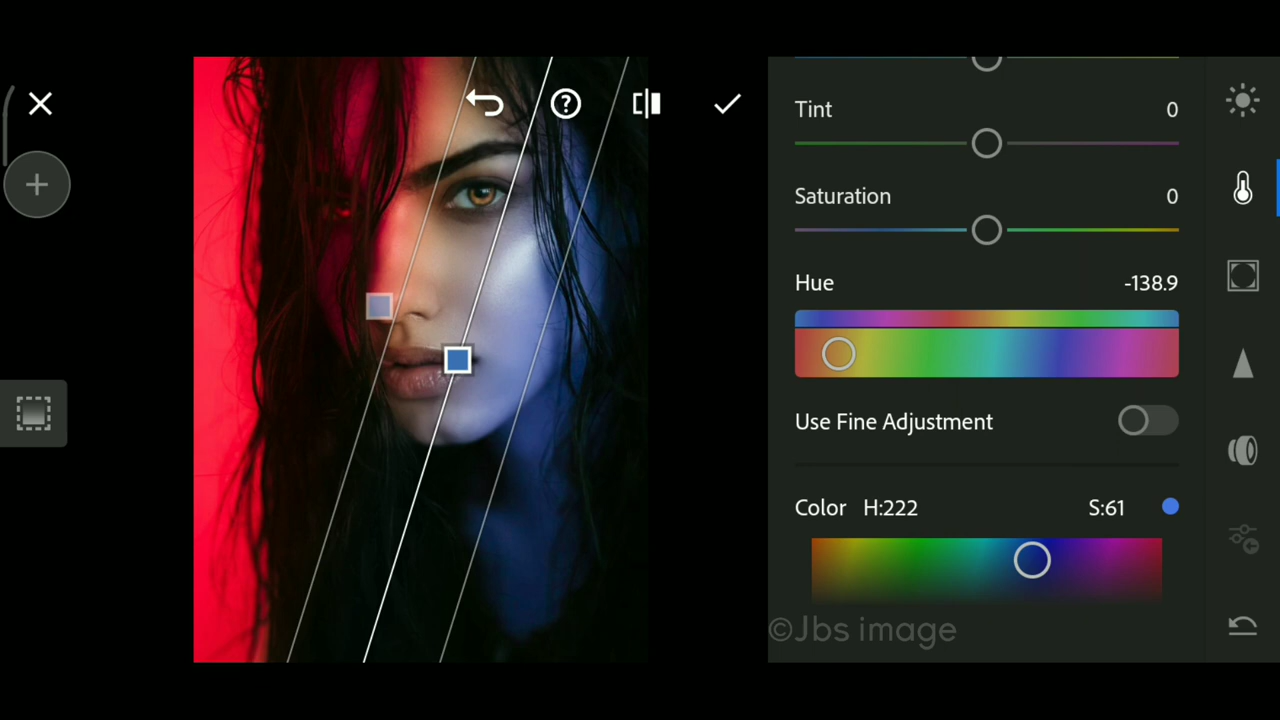 Tint 0
Saturation 0
Hue -138.9
Use Fine Adjustment
Color H:222 S:61
©Jbs image